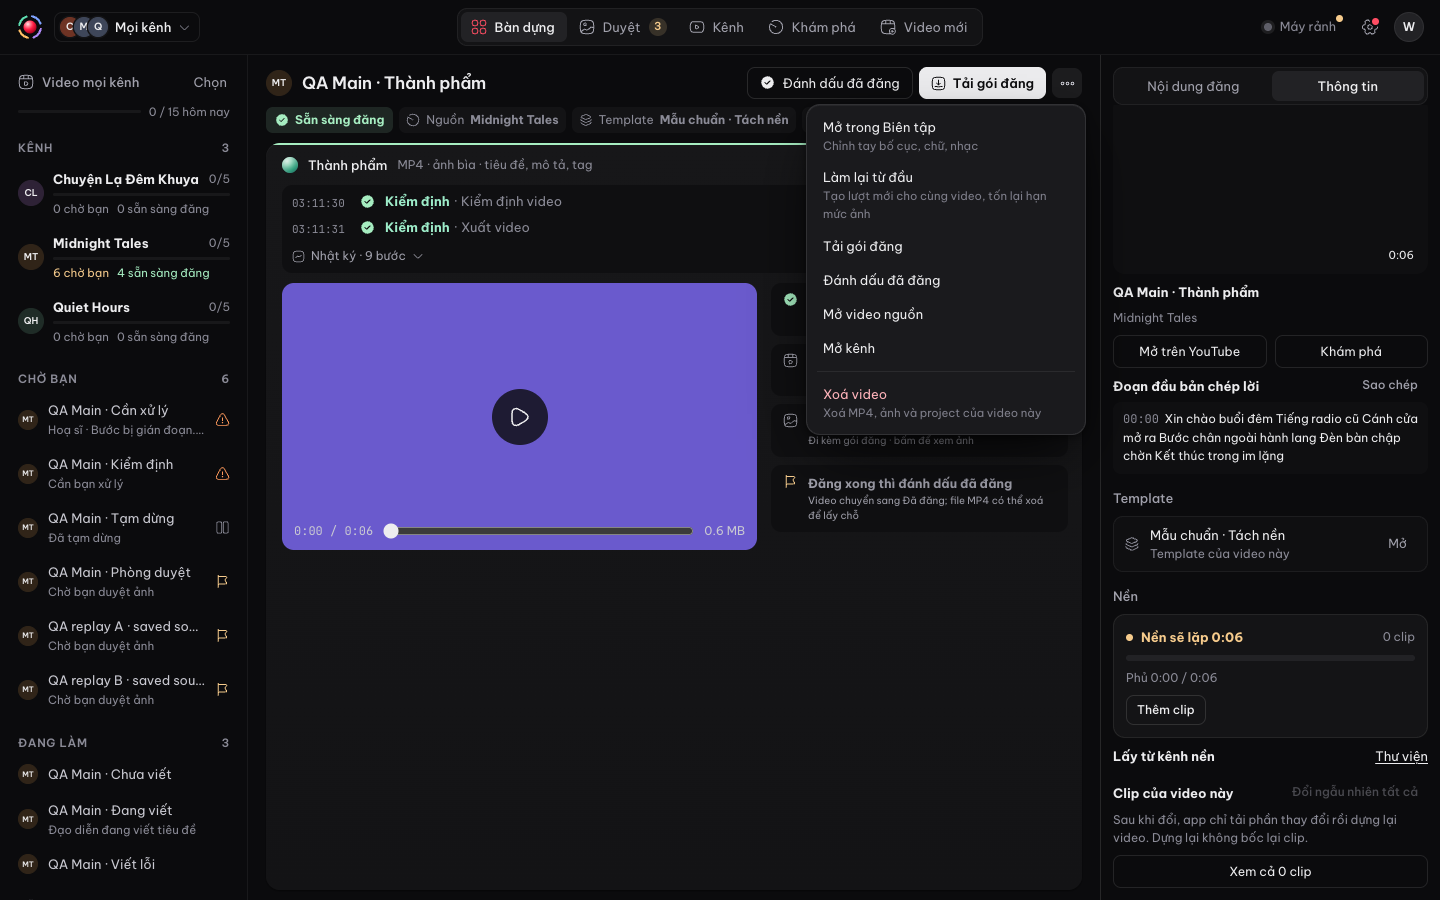 C M Q Mọi kênh
Bàn dựng
Duyệt 3
Kênh
Khám phá
Video mới
Máy rảnh
W
Video mọi kênh
Chọn
0 / 15 hôm nay
KÊNH 3
CL
Chuyện Lạ Đêm Khuya 0/5
0 chờ bạn 0 sẵn sàng đăng
MT
Midnight Tales 0/5
6 chờ bạn 4 sẵn sàng đăng
QH
Quiet Hours 0/5
0 chờ bạn 0 sẵn sàng đăng
CHỜ BẠN 6
MT
QA Main · Cần xử lý
Hoạ sĩ · Bước bị gián đoạn....
MT
QA Main · Kiểm định
Cần bạn xử lý
MT
QA Main · Tạm dừng
Đã tạm dừng
MT
QA Main · Phòng duyệt
Chờ bạn duyệt ảnh
MT
QA replay A · saved so...
Chờ bạn duyệt ảnh
MT
QA replay B · saved sou...
Chờ bạn duyệt ảnh
ĐANG LÀM 3
MT
QA Main · Chưa viết
MT
QA Main · Đang viết
Đạo diễn đang viết tiêu đề
MT
QA Main · Viết lỗi
MT
QA Main · Thành phẩm
Đánh dấu đã đăng
Tải gói đăng
Sẵn sàng đăng
Nguồn Midnight Tales
Template Mẫu chuẩn · Tách nền
Thành phẩm MP4 · ảnh bìa · tiêu đề, mô tả, tag
03:11:30 Kiểm định · Kiểm định video
03:11:31 Kiểm định · Xuất video
Nhật ký · 9 bước
0:00 / 0:06
0.6 MB
Mở trong Biên tập
Chỉnh tay bố cục, chữ, nhạc
Làm lại từ đầu
Tạo lượt mới cho cùng video, tốn lại hạn
mức ảnh
Tải gói đăng
Đánh dấu đã đăng
Mở video nguồn
Mở kênh
Xoá video
Xoá MP4, ảnh và project của video này
Đi kèm gói đăng · bấm để xem ảnh
Đăng xong thì đánh dấu đã đăng
Video chuyển sang Đã đăng; file MP4 có thể xoá
để lấy chỗ
Nội dung đăng
Thông tin
0:06
QA Main · Thành phẩm
Midnight Tales
Mở trên YouTube
Khám phá
Đoạn đầu bản chép lời
Sao chép
00:00 Xin chào buổi đêm Tiếng radio cũ Cánh cửa
mở ra Bước chân ngoài hành lang Đèn bàn chập
chờn Kết thúc trong im lặng
Template
Mẫu chuẩn · Tách nền
Template của video này
Mở
Nền
Nền sẽ lặp 0:06
0 clip
Phủ 0:00 / 0:06
Thêm clip
Lấy từ kênh nền
Thư viện
Clip của video này
Đổi ngẫu nhiên tất cả
Sau khi đổi, app chỉ tải phần thay đổi rồi dựng lại
video. Dựng lại không bốc lại clip.
Xem cả 0 clip